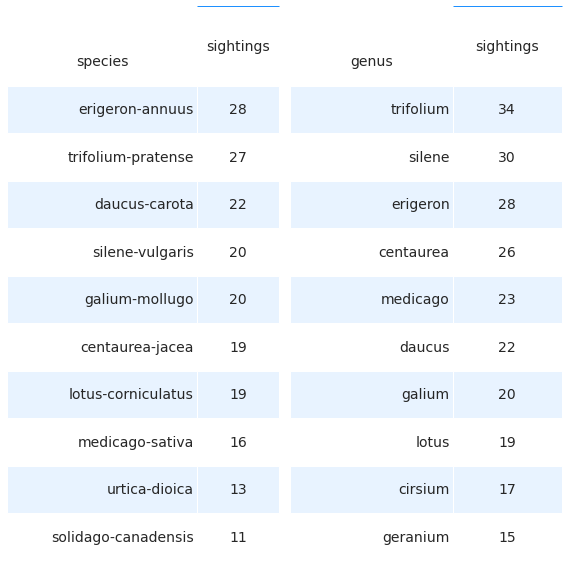 species sightings genus sightings
erigeron-annuus 28 trifolium 34
trifolium-pratense 27 silene 30
daucus-carota 22 erigeron 28
silene-vulgaris 20 centaurea 26
galium-mollugo 20 medicago 23
centaurea-jacea 19 daucus 22
lotus-corniculatus 19 galium 20
medicago-sativa 16 lotus 19
urtica-dioica 13 cirsium 17
solidago-canadensis 11 geranium 15